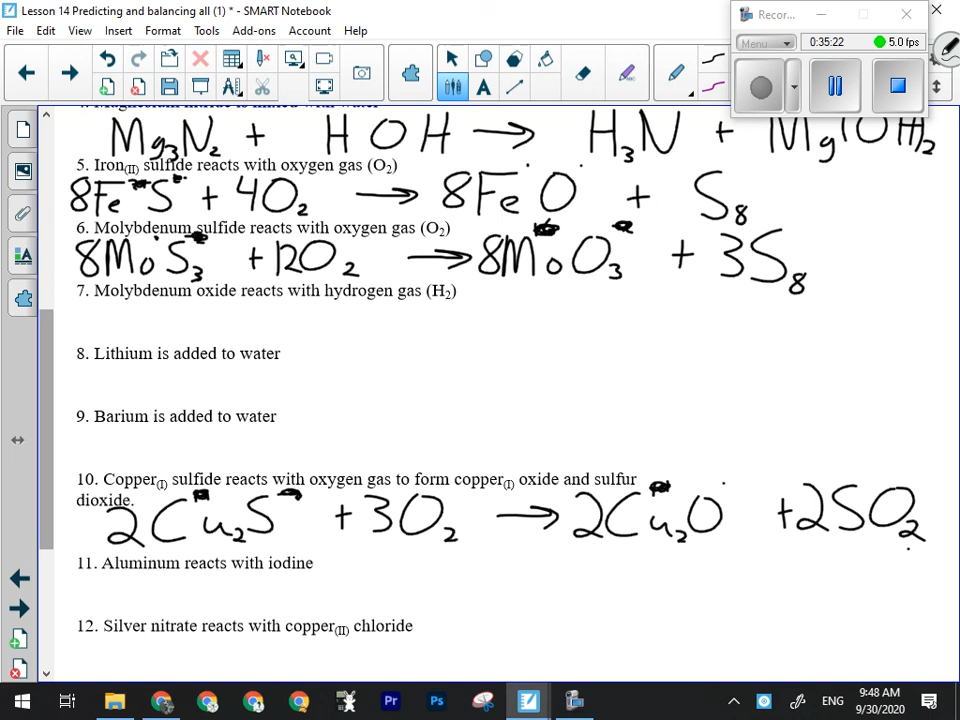 Lesson 14 Predicting and balancing all (1) * - SMART Notebook
Recor...
File Edit View Insert Format Tools Add-ons Account Help
Menu 0:35:22 5.0 fps
Mg3N2 + HOH → H3N + Mg(OH)2
5. Iron(II) sulfide reacts with oxygen gas (O2)
8FeS + 4O2 → 8FeO + S8
6. Molybdenum sulfide reacts with oxygen gas (O2)
8MoS3 + 12O2 → 8MoO3 + 3S8
7. Molybdenum oxide reacts with hydrogen gas (H2)
8. Lithium is added to water
9. Barium is added to water
10. Copper(I) sulfide reacts with oxygen gas to form copper(I) oxide and sulfur
dioxide.
2Cu2S + 3O2 → 2Cu2O + 2SO2
11. Aluminum reacts with iodine
12. Silver nitrate reacts with copper(II) chloride
Pr Ps ENG 9:48 AM
9/30/2020